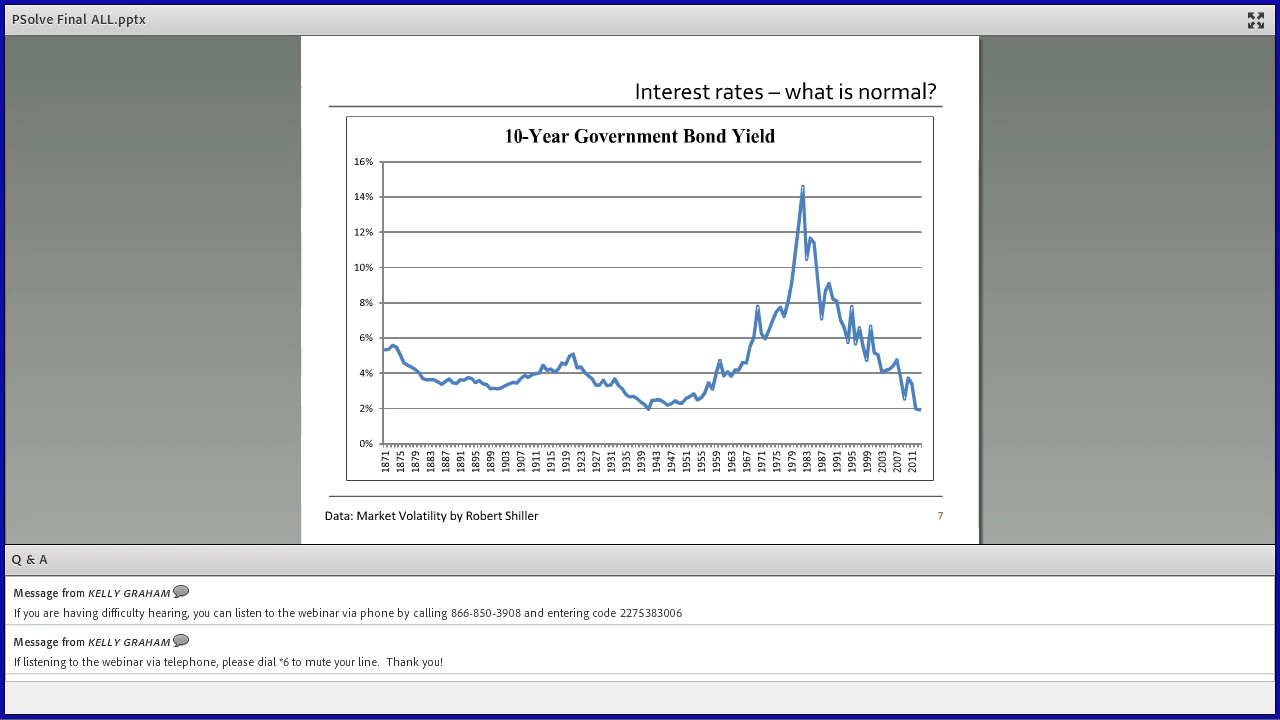 PSolve Final ALL.pptx
Interest rates – what is normal?
10-Year Government Bond Yield
16%
14%
12%
10%
8%
6%
4%
2%
0%
1871 1875 1879 1883 1887 1891 1895 1899 1903 1907 1911 1915 1919 1923 1927 1931 1935 1939 1943 1947 1951 1955 1959 1963 1967 1971 1975 1979 1983 1987 1991 1995 1999 2003 2007 2011
Data: Market Volatility by Robert Shiller
7
Q & A
Message from KELLY GRAHAM
If you are having difficulty hearing, you can listen to the webinar via phone by calling 866-850-3908 and entering code 2275383006
Message from KELLY GRAHAM
If listening to the webinar via telephone, please dial *6 to mute your line. Thank you!